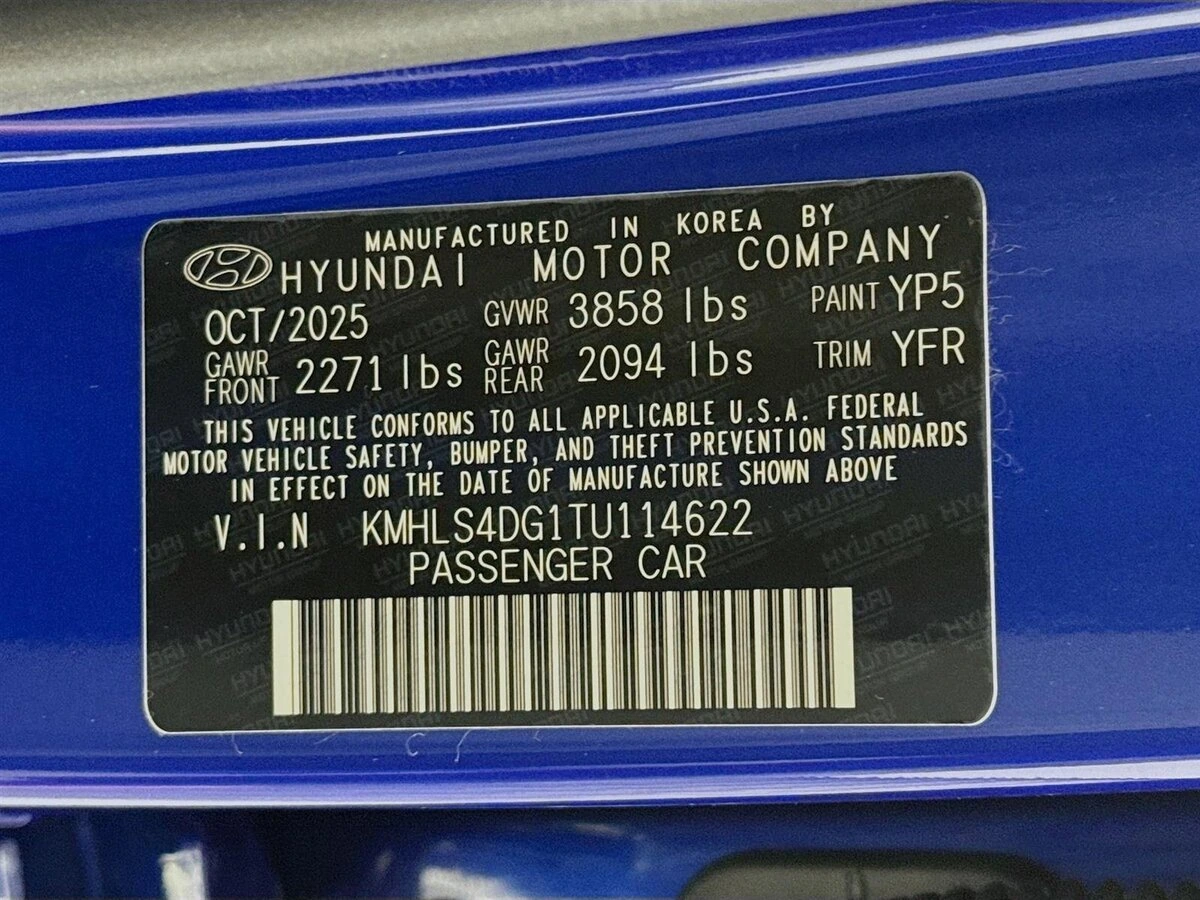 MANUFACTURED IN KOREA BY
HYUNDAI MOTOR COMPANY
OCT/2025 GVWR 3858 lbs PAINT YP5
GAWR FRONT 2271 lbs GAWR REAR 2094 lbs TRIM YFR
THIS VEHICLE CONFORMS TO ALL APPLICABLE U.S.A. FEDERAL
MOTOR VEHICLE SAFETY, BUMPER, AND THEFT PREVENTION STANDARDS
IN EFFECT ON THE DATE OF MANUFACTURE SHOWN ABOVE
V.I.N KMHLS4DG1TU114622
PASSENGER CAR